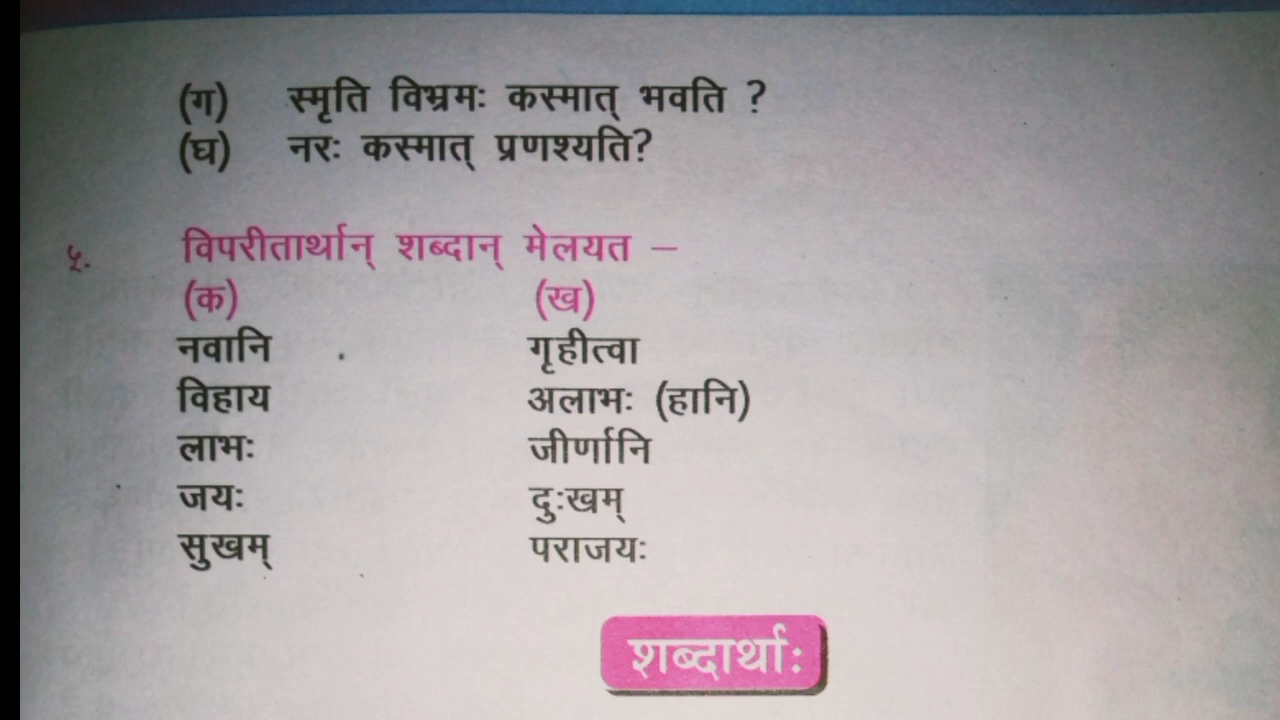 (ग) स्मृति विभ्रमः कस्मात् भवति ?
(घ) नरः कस्मात् प्रणश्यति?
५. विपरीतार्थान् शब्दान् मेलयत –
(क) (ख)
नवानि गृहीत्वा
विहाय अलाभः (हानि)
लाभः जीर्णानि
जयः दुःखम्
सुखम् पराजयः
शब्दार्थाः